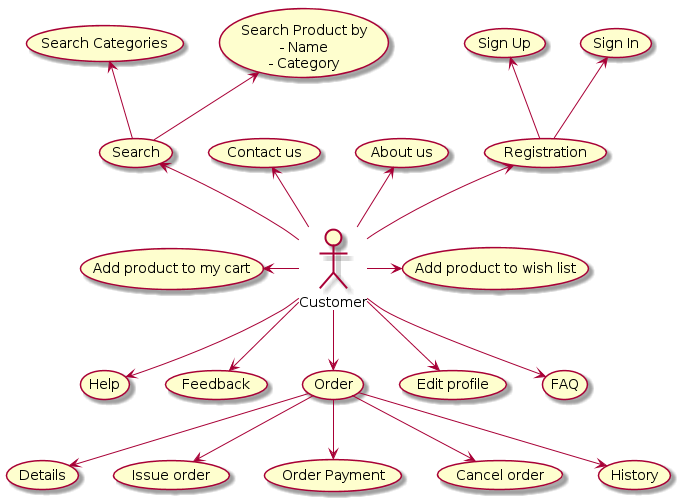 Search Categories
Search Product by
- Name
- Category
Sign Up
Sign In
Search
Contact us
About us
Registration
Add product to my cart
Add product to wish list
Customer
Help
Feedback
Order
Edit profile
FAQ
Details
Issue order
Order Payment
Cancel order
History